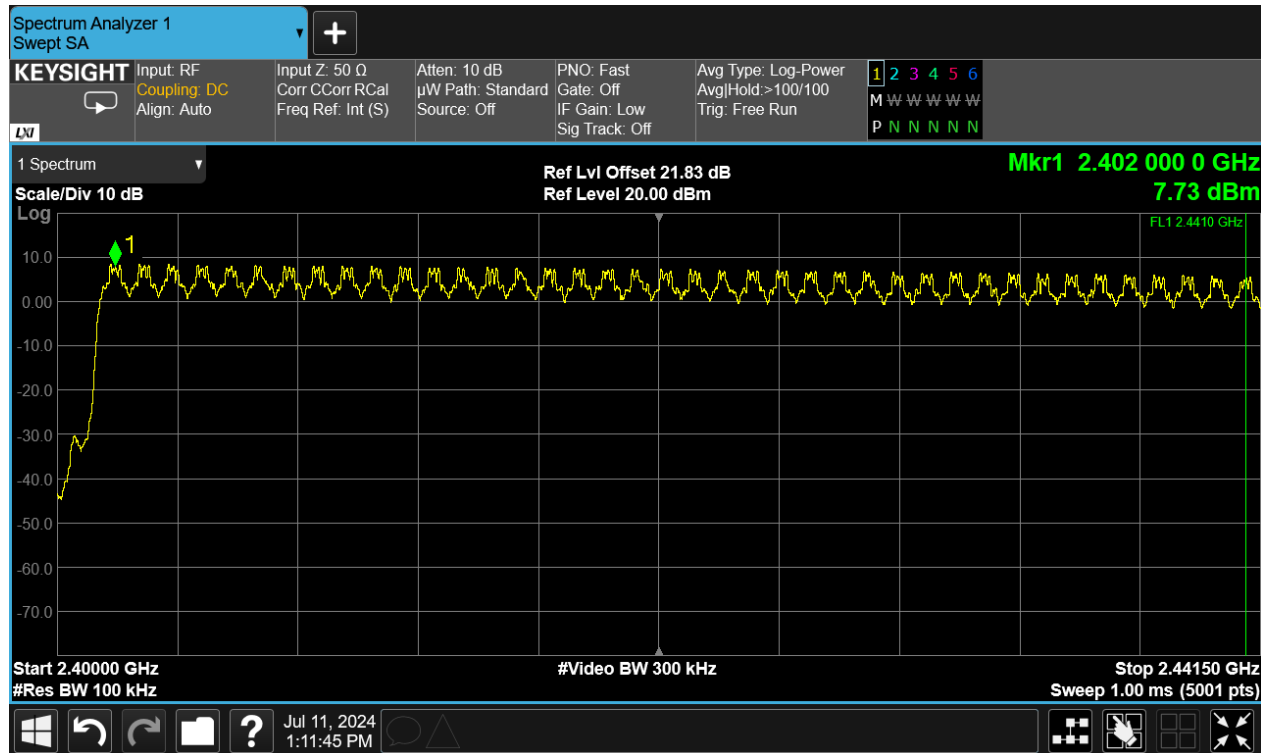 Spectrum Analyzer 1
Swept SA
KEYSIGHT
LXI
Input: RF
Coupling: DC
Align: Auto
Input Z: 50 Ω
Corr CCorr RCal
Freq Ref: Int (S)
Atten: 10 dB
µW Path: Standard
Source: Off
PNO: Fast
Gate: Off
IF Gain: Low
Sig Track: Off
Avg Type: Log-Power
Avg|Hold:>100/100
Trig: Free Run
1 2 3 4 5 6
M W W W W W
P N N N N N
1 Spectrum
Scale/Div 10 dB
Ref Lvl Offset 21.83 dB
Ref Level 20.00 dBm
Mkr1 2.402 000 0 GHz
7.73 dBm
Log
FL1 2.4410 GHz
1
10.0
0.00
-10.0
-20.0
-30.0
-40.0
-50.0
-60.0
-70.0
Start 2.40000 GHz
#Video BW 300 kHz
Stop 2.44150 GHz
#Res BW 100 kHz
Sweep 1.00 ms (5001 pts)
?
Jul 11, 2024
1:11:45 PM